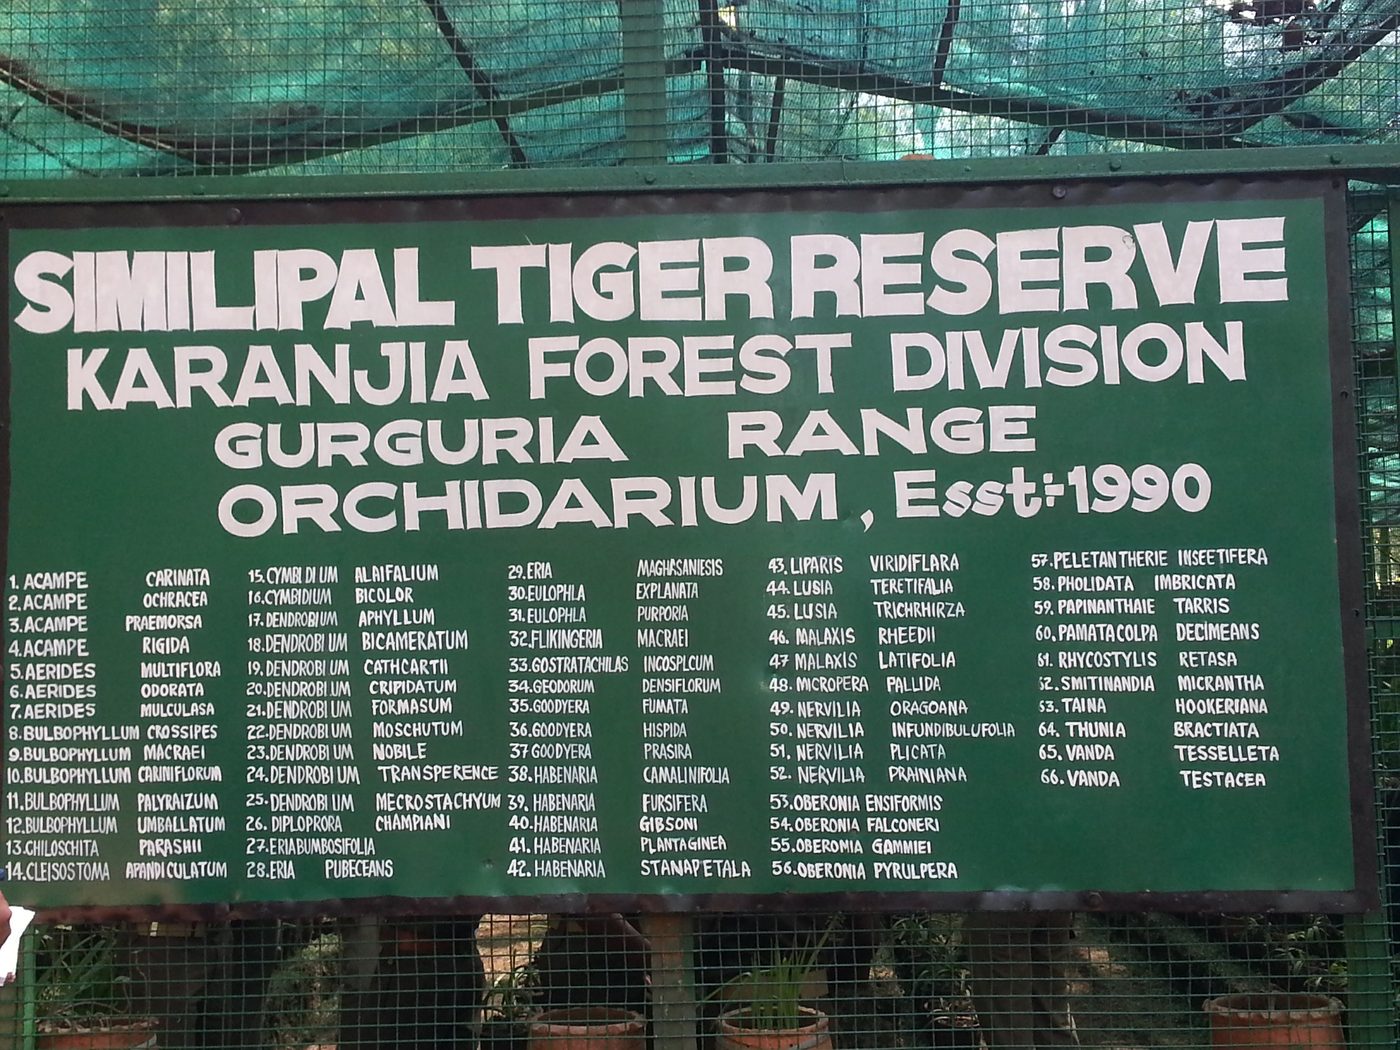 SIMILIPAL TIGER RESERVE
KARANJIA FOREST DIVISION
GURGURIA RANGE
ORCHIDARIUM, Esst:-1990
1. ACAMPE CARINATA
2. ACAMPE OCHRACEA
3. ACAMPE PRAEMORSA
4. ACAMPE RIGIDA
5. AERIDES MULTIFLORA
6. AERIDES ODORATA
7. AERIDES MULCULASA
8. BULBOPHYLLUM CROSSIPES
9. BULBOPHYLLUM MACRAEI
10. BULBOPHYLLUM CARINIFLORUM
11. BULBOPHYLLUM PALYRAIZUM
12. BULBOPHYLLUM UMBALLATUM
13. CHILOSCHITA PARASHII
14. CLEISOSTOMA APANDICULATUM
15. CYMBIDIUM ALAIFALIUM
16. CYMBIDIUM BICOLOR
17. DENDROBIUM APHYLLUM
18. DENDROBIUM BICAMERATUM
19. DENDROBIUM CATHCARTII
20. DENDROBIUM CRIPIDATUM
21. DENDROBIUM FORMASUM
22. DENDROBIUM MOSCHUTUM
23. DENDROBIUM NOBILE
24. DENDROBIUM TRANSPERENCE
25. DENDROBIUM MECROSTACHYUM
26. DIPLOPRORA CHAMPIANI
27. ERIABUMBOSIFOLIA
28. ERIA PUBECEANS
29. ERIA MAGHASANIESIS
30. EULOPHLA EXPLANATA
31. EULOPHLA PURPORIA
32. FLIKINGERIA MACRAEI
33. GOSTRATACHILAS INCOSPLCUM
34. GEODORUM DENSIFLORUM
35. GOODYERA FUMATA
36. GOODYERA HISPIDA
37 GOODYERA PRASIRA
38. HABENARIA CAMALINIFOLIA
39. HABENARIA FURSIFERA
40. HABENARIA GIBSONI
41. HABENARIA PLANTAGINEA
42. HABENARIA STANAPETALA
43. LIPARIS VIRIDIFLARA
44. LUSIA TERETIFALIA
45. LUSIA TRICHRHIRZA
46. MALAXIS RHEEDII
47 MALAXIS LATIFOLIA
48. MICROPERA PALLIDA
49. NERVILIA ORAGOANA
50. NERVILIA INFUNDIBULUFOLIA
51. NERVILIA PLICATA
52. NERVILIA PRAINIANA
53. OBERONIA ENSIFORMIS
54. OBERONIA FALCONERI
55. OBERONIA GAMMIEI
56. OBERONIA PYRULPERA
57. PELETANTHERIE INSEETIFERA
58. PHOLIDATA IMBRICATA
59. PAPINANTHAIE TARRIS
60. PAMATACOLPA DECIMEANS
61. RHYCOSTYLIS RETASA
62. SMITINANDIA MICRANTHA
63. TAINA HOOKERIANA
64. THUNIA BRACTIATA
65. VANDA TESSELLETA
66. VANDA TESTACEA